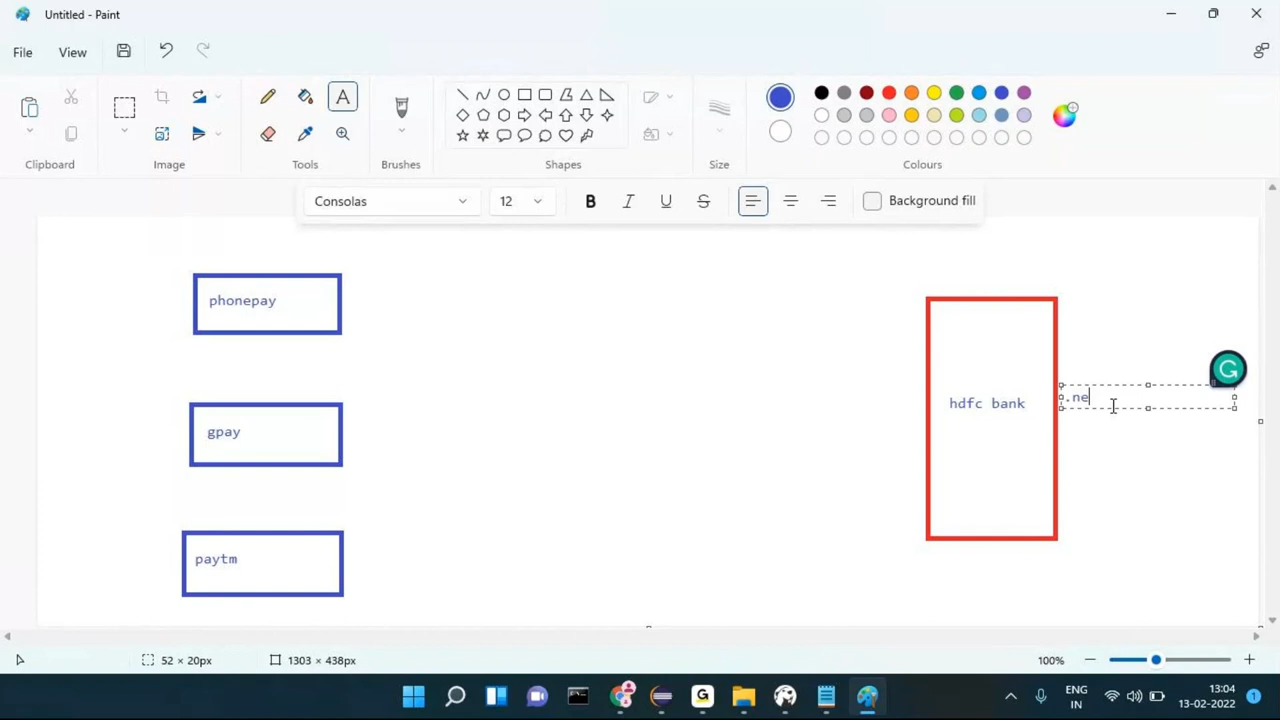 Untitled - Paint
File
View
Clipboard
Image
Tools
Brushes
Shapes
Size
Colours
Consolas
12
B
I
U
S
Background fill
phonepay
gpay
paytm
hdfc bank
.ne
52 × 20px
1303 × 438px
100%
ENG
IN
13:04
13-02-2022
1